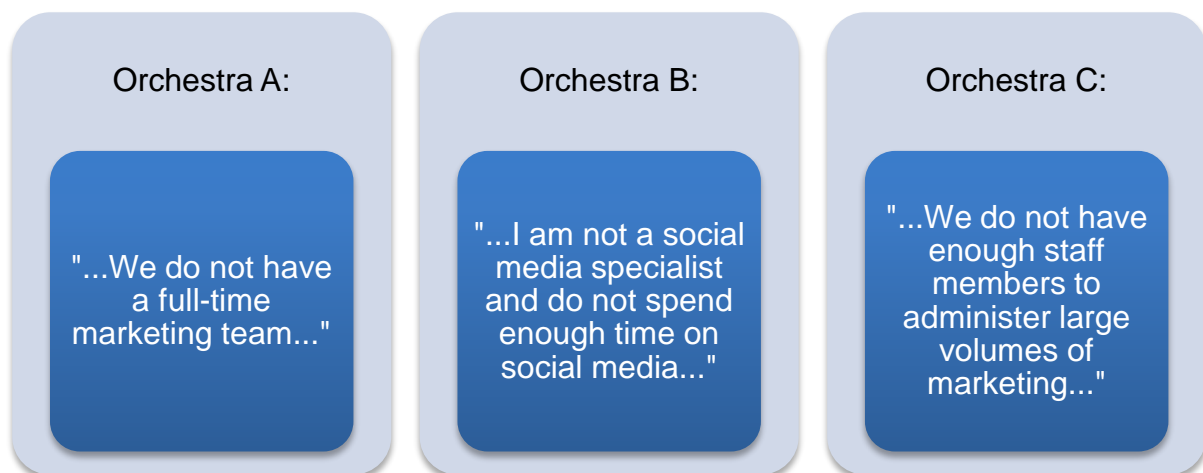 Orchestra A:
"...We do not have
a full-time
marketing team..."
Orchestra B:
"...I am not a social
media specialist
and do not spend
enough time on
social media..."
Orchestra C:
"...We do not have
enough staff
members to
administer large
volumes of
marketing..."